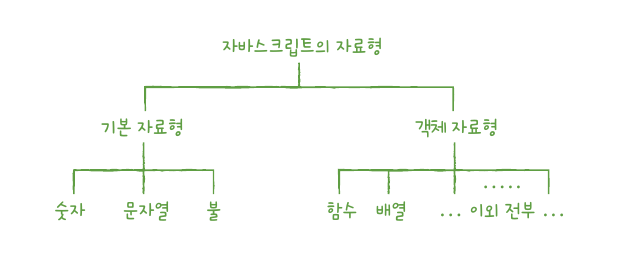 자바스크립트의 자료형
기본 자료형 객체 자료형
.....
숫자 문자열 불 함수 배열 ... 이외 전부 ...